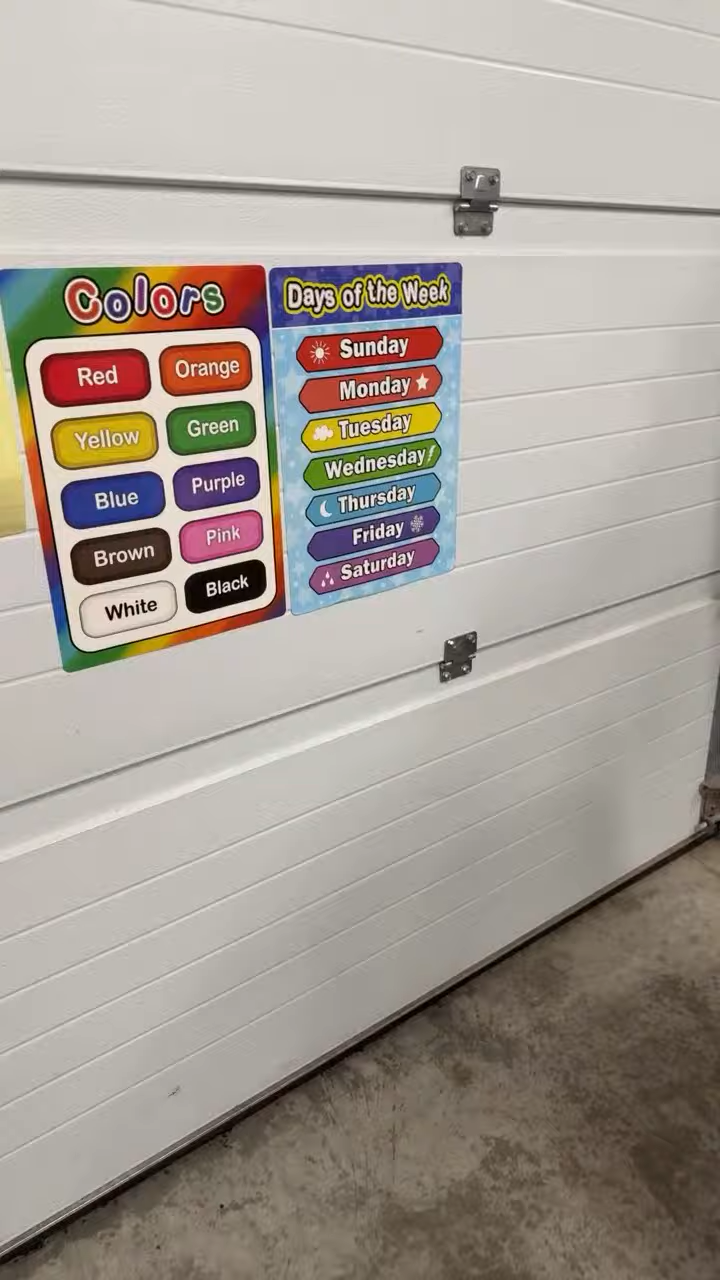 Colors
Red Orange
Yellow Green
Blue Purple
Brown Pink
White Black
Days of the Week
Sunday
Monday
Tuesday
Wednesday
Thursday
Friday
Saturday